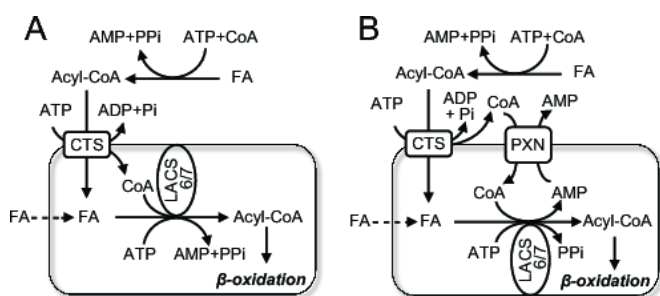 A
AMP+PPi ATP+CoA
Acyl-CoA FA
ATP ADP+Pi
CTS
CoA
LACS
6/7
FA FA Acyl-CoA
ATP AMP+PPi
β-oxidation
B
AMP+PPi ATP+CoA
Acyl-CoA FA
ATP ADP
+ Pi
CoA AMP
CTS PXN
CoA AMP
FA FA Acyl-CoA
ATP PPi
LACS
6/7
β-oxidation